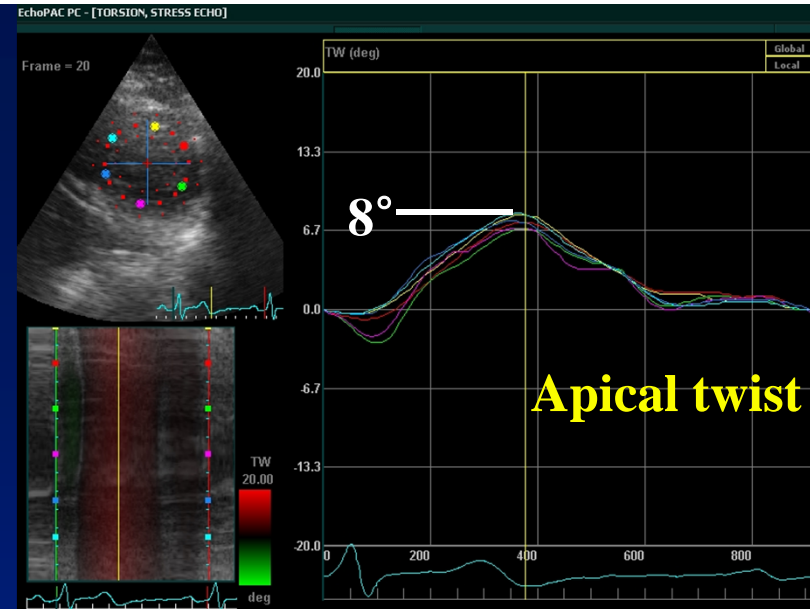 EchoPAC PC - [TORSION, STRESS ECHO]
Frame = 20
TW (deg)
Global
Local
20.0
13.3
8°
6.7
0.0
-6.7
Apical twist
-13.3
-20.0
0 200 400 600 800
TW
20.00
deg